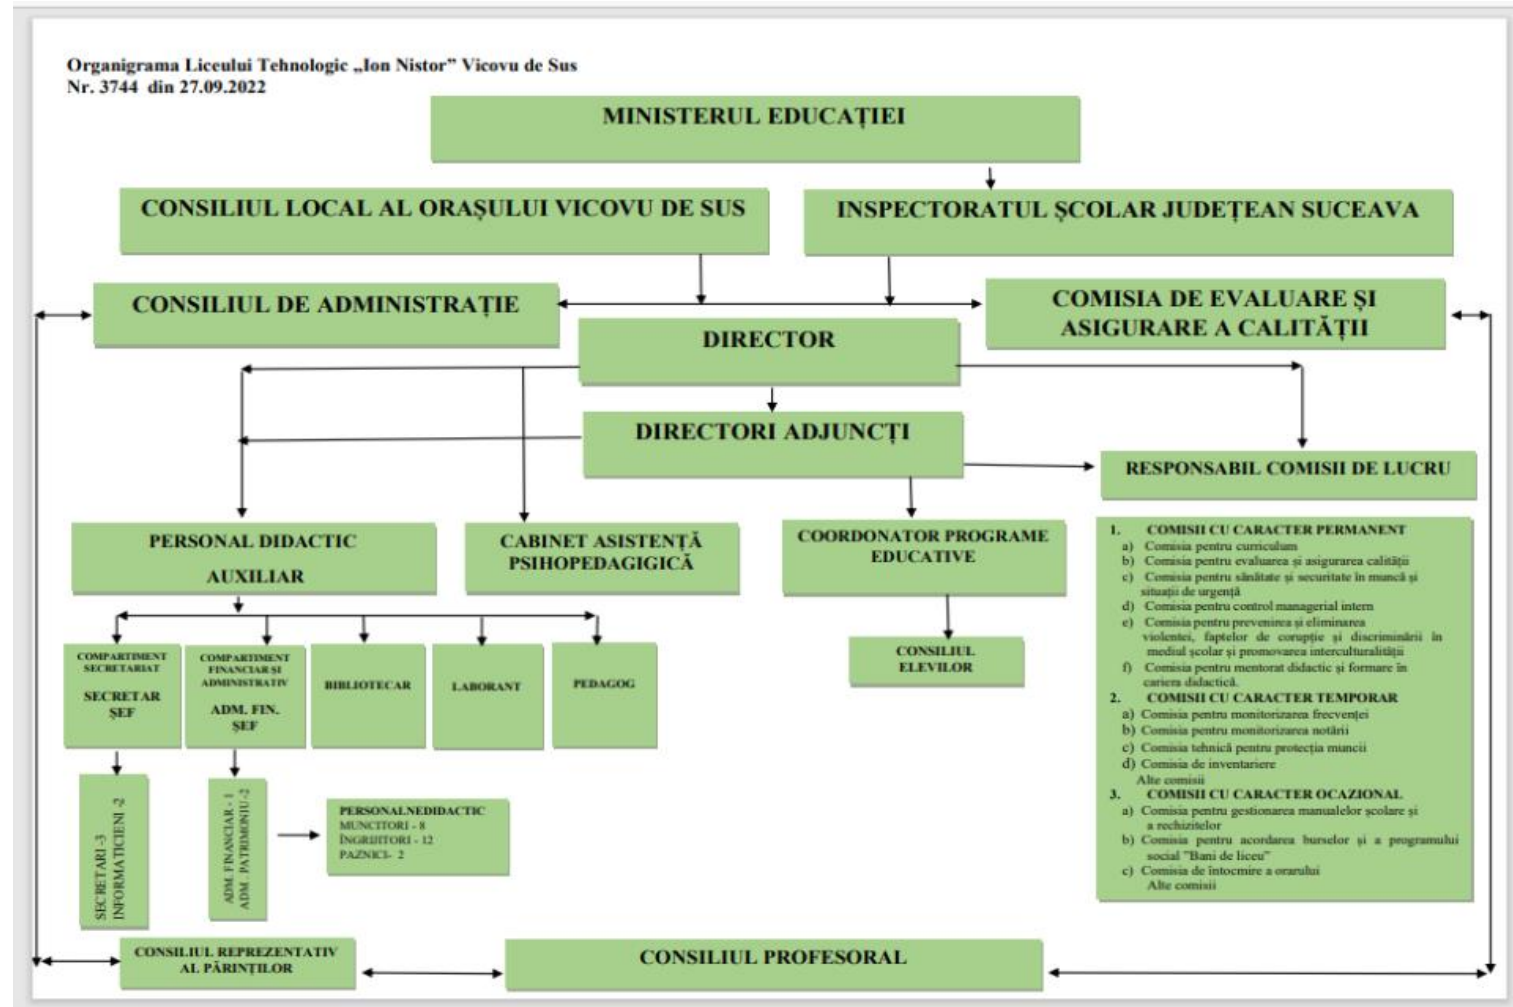 Organigrama Liceului Tehnologic „Ion Nistor” Vicovu de Sus
Nr. 3744 din 27.09.2022
MINISTERUL EDUCAȚIEI
CONSILIUL LOCAL AL ORAȘULUI VICOVU DE SUS
INSPECTORATUL ȘCOLAR JUDEȚEAN SUCEAVA
CONSILIUL DE ADMINISTRAȚIE
COMISIA DE EVALUARE ȘI
ASIGURARE A CALITĂȚII
DIRECTOR
DIRECTORI ADJUNCȚI
RESPONSABIL COMISII DE LUCRU
PERSONAL DIDACTIC
AUXILIAR
CABINET ASISTENȚĂ
PSIHOPEDAGIGICĂ
COORDONATOR PROGRAME
EDUCATIVE
CONSILIUL
ELEVILOR
COMPARTIMENT
SECRETARIAT
SECRETAR
ȘEF
COMPARTIMENT
FINANCIAR ȘI
ADMINISTRATIV
ADM. FIN.
ȘEF
BIBLIOTECAR
LABORANT
PEDAGOG
SECRETARI -3
INFORMATICIENI -2
ADM. FINANCIAR - 1
ADM. PATRIMONIU -2
PERSONALNEDIDACTIC
MUNCITORI - 8
ÎNGRIJITORI - 12
PAZNICI- 2
1. COMISII CU CARACTER PERMANENT
a) Comisia pentru curriculum
b) Comisia pentru evaluarea și asigurarea calității
c) Comisia pentru sănătate și securitate în muncă și
situații de urgență
d) Comisia pentru control managerial intern
e) Comisia pentru prevenirea și eliminarea
violentei, faptelor de corupție și discriminării în
mediul școlar și promovarea interculturalității
f) Comisia pentru mentorat didactic și formare în
cariera didactică.
2. COMISII CU CARACTER TEMPORAR
a) Comisia pentru monitorizarea frecvenței
b) Comisia pentru monitorizarea notării
c) Comisia tehnică pentru protecția muncii
d) Comisia de inventariere
Alte comisii
3. COMISII CU CARACTER OCAZIONAL
a) Comisia pentru gestionarea manualelor școlare și
a rechizitelor
b) Comisia pentru acordarea burselor și a programului
social "Bani de liceu"
c) Comisia de întocmire a orarului
Alte comisii
CONSILIUL REPREZENTATIV
AL PĂRINȚILOR
CONSILIUL PROFESORAL